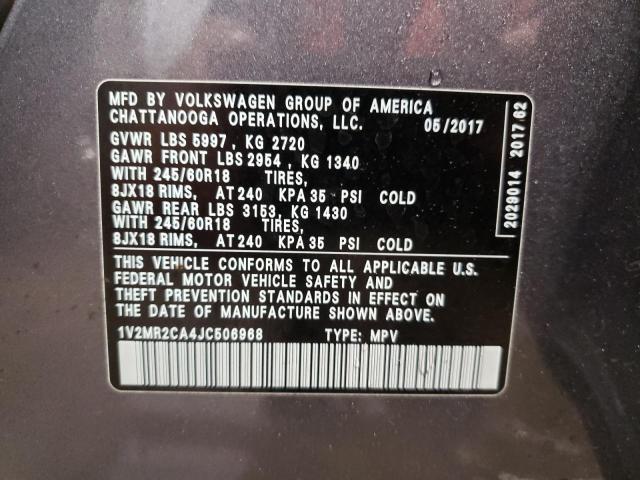 MFD BY VOLKSWAGEN GROUP OF AMERICA
CHATTANOOGA OPERATIONS, LLC. 05/2017
GVWR LBS 5997, KG 2720
GAWR FRONT LBS 2954, KG 1340
WITH 245/60R18 TIRES,
8JX18 RIMS, AT 240 KPA 35 PSI COLD
GAWR REAR LBS 3153, KG 1430
WITH 245/60R18 TIRES,
8JX18 RIMS, AT 240 KPA 35 PSI COLD
THIS VEHICLE CONFORMS TO ALL APPLICABLE U.S.
FEDERAL MOTOR VEHICLE SAFETY AND
THEFT PREVENTION STANDARDS IN EFFECT ON
THE DATE OF MANUFACTURE SHOWN ABOVE.
1V2MR2CA4JC506968 TYPE: MPV
2029014 2017.62